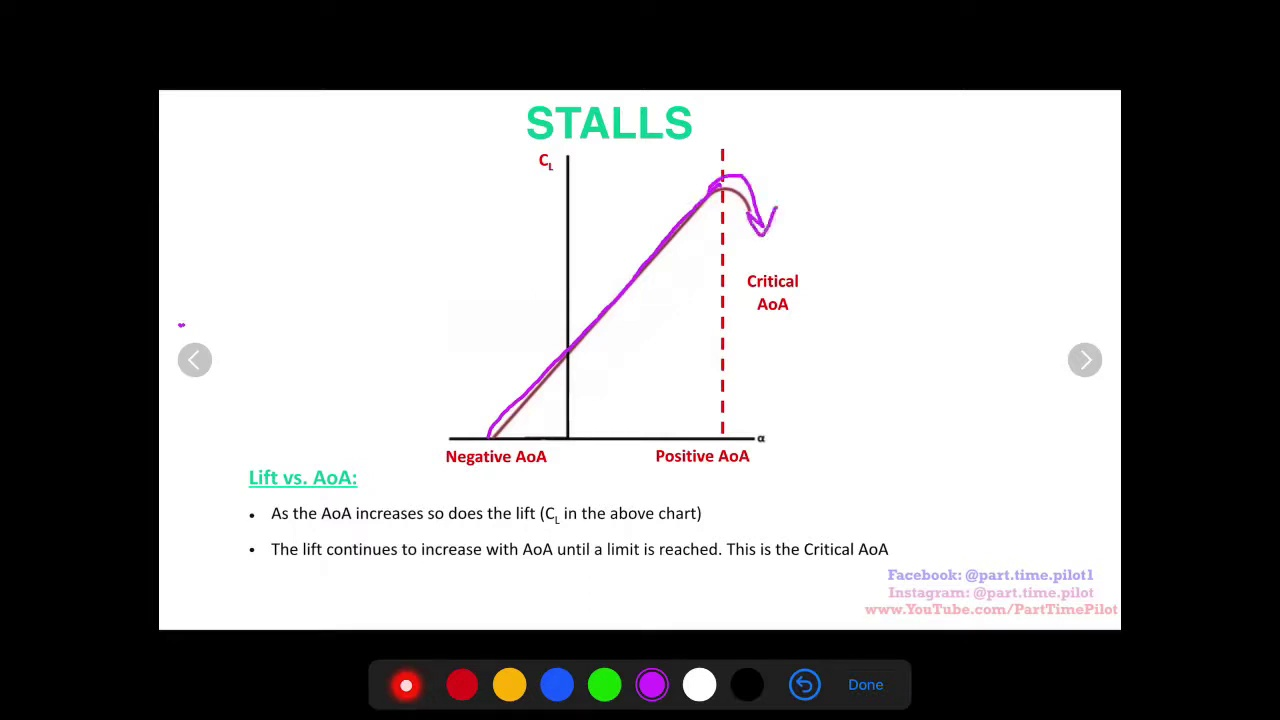 STALLS
CL
Critical
AoA
α
Negative AoA
Positive AoA
Lift vs. AoA:
• As the AoA increases so does the lift (CL in the above chart)
• The lift continues to increase with AoA until a limit is reached. This is the Critical AoA
Facebook: @part.time.pilot1
Instagram: @part.time.pilot
www.YouTube.com/PartTimePilot
Done